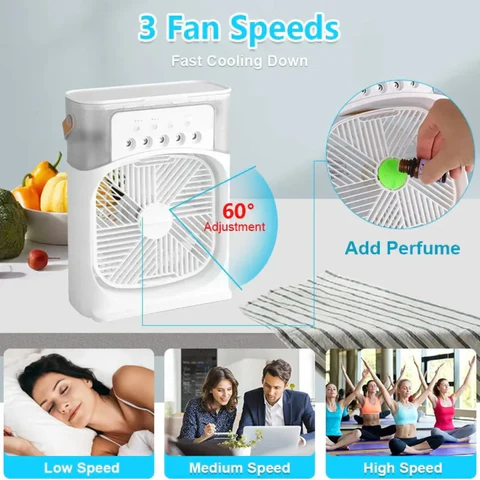 3 Fan Speeds
Fast Cooling Down
60°
Adjustment
Add Perfume
Low Speed
Medium Speed
High Speed